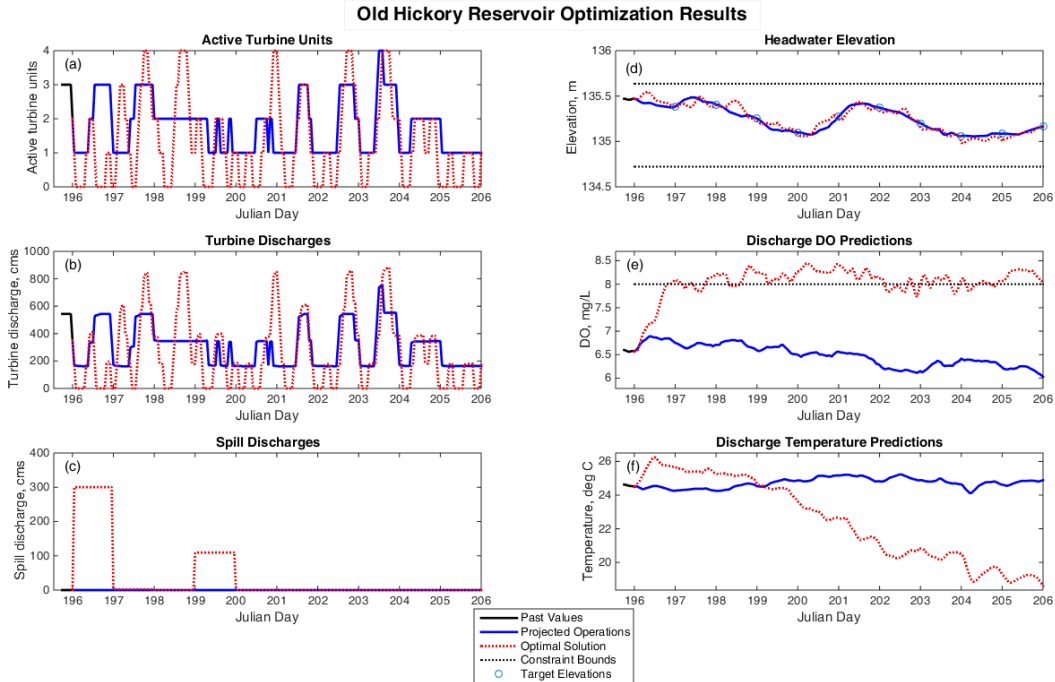 Old Hickory Reservoir Optimization Results
Active Turbine Units
(a)
Active turbine units
4
3
2
1
0
196 197 198 199 200 201 202 203 204 205 206
Julian Day
Headwater Elevation
(d)
Elevation, m
136
135.5
135
134.5
196 197 198 199 200 201 202 203 204 205 206
Julian Day
Turbine Discharges
(b)
Turbine discharge, cms
1000
800
600
400
200
0
196 197 198 199 200 201 202 203 204 205 206
Julian Day
Discharge DO Predictions
(e)
DO, mg/L
8.5
8
7.5
7
6.5
6
196 197 198 199 200 201 202 203 204 205 206
Julian Day
Spill Discharges
(c)
Spill discharge, cms
400
300
200
100
0
196 197 198 199 200 201 202 203 204 205 206
Julian Day
Discharge Temperature Predictions
(f)
Temperature, deg C
26
24
22
20
196 197 198 199 200 201 202 203 204 205 206
Julian Day
Past Values
Projected Operations
Optimal Solution
Constraint Bounds
Target Elevations